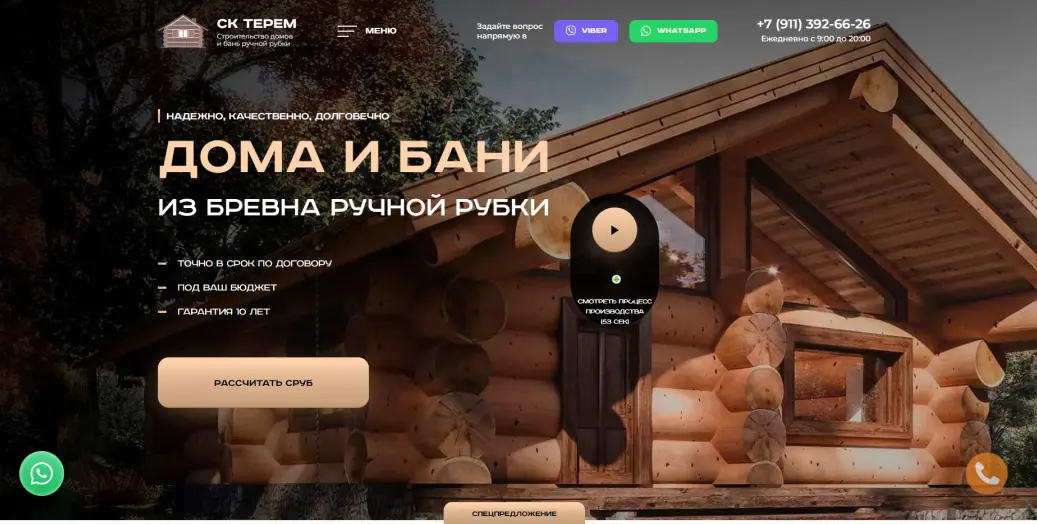 СК ТЕРЕМ
Строительство домов
и бань ручной рубки
МЕНЮ
Задайте вопрос
напрямую в
VIBER
WHATSAPP
+7 (911) 392-66-26
Ежедневно с 9:00 до 20:00
НАДЕЖНО, КАЧЕСТВЕННО, ДОЛГОВЕЧНО
ДОМА И БАНИ
ИЗ БРЕВНА РУЧНОЙ РУБКИ
ТОЧНО В СРОК ПО ДОГОВОРУ
ПОД ВАШ БЮДЖЕТ
ГАРАНТИЯ 10 ЛЕТ
СМОТРЕТЬ ПРОЦЕСС
ПРОИЗВОДСТВА
(53 СЕК)
РАССЧИТАТЬ СРУБ
СПЕЦПРЕДЛОЖЕНИЕ